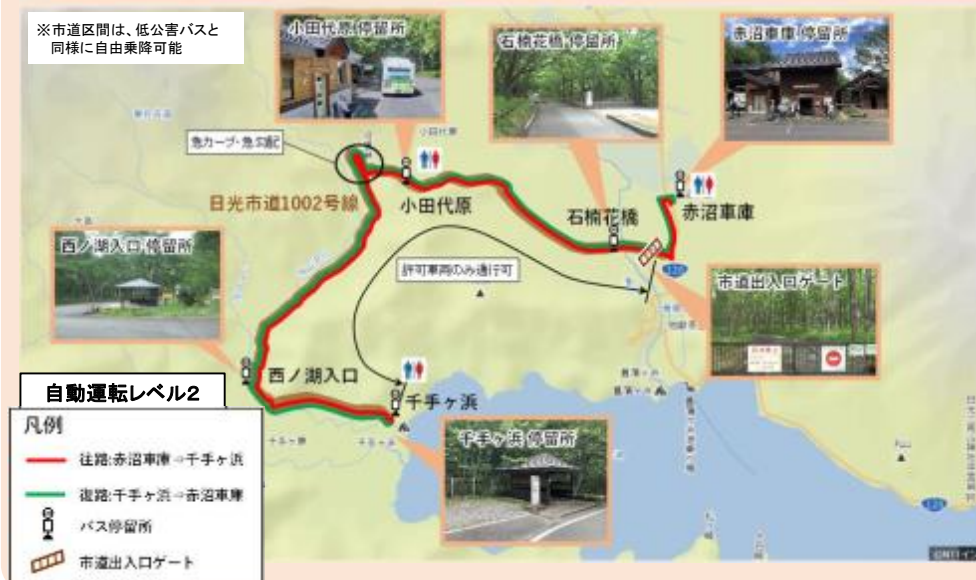 ※市道区間は、低公害バスと
同様に自由乗降可能
小田代原 停留所
石楠花橋 停留所
赤沼車庫 停留所
急カーブ・急勾配
小田代原
日光市道1002号線
小田代原
石楠花橋
赤沼車庫
西ノ湖入口 停留所
許可車両のみ通行可
120
市道出入口ゲート
西ノ湖入口
千手ヶ浜
自動運転レベル2
凡例
往路:赤沼車庫⇒千手ヶ浜
復路:千手ヶ浜⇒赤沼車庫
バス停留所
市道出入口ゲート
千手ヶ浜 停留所
120